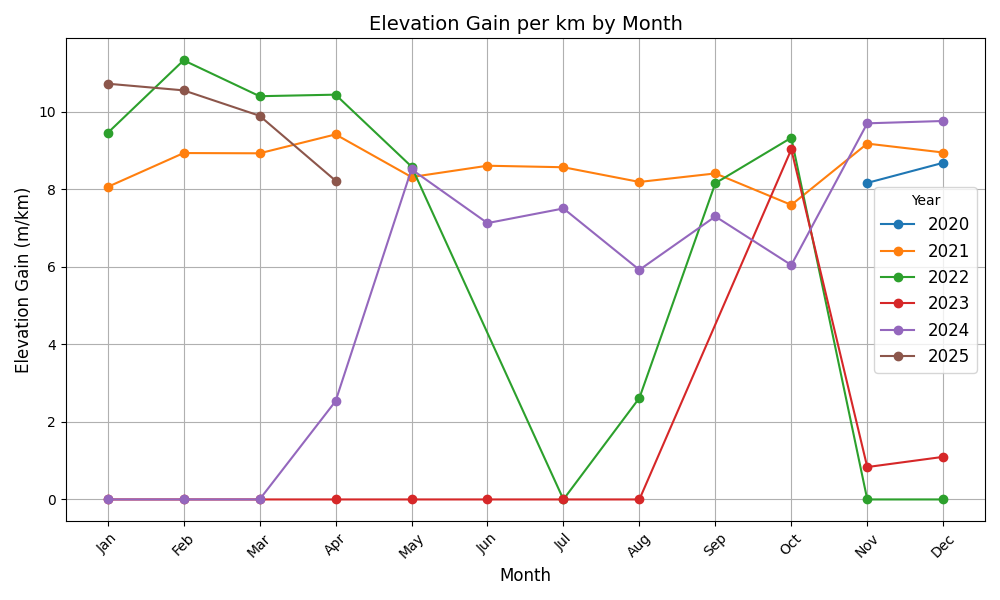 Elevation Gain per km by Month
Elevation Gain (m/km)
10
8
6
4
2
0
Year
2020
2021
2022
2023
2024
2025
Jan
Feb
Mar
Apr
May
Jun
Jul
Aug
Sep
Oct
Nov
Dec
Month